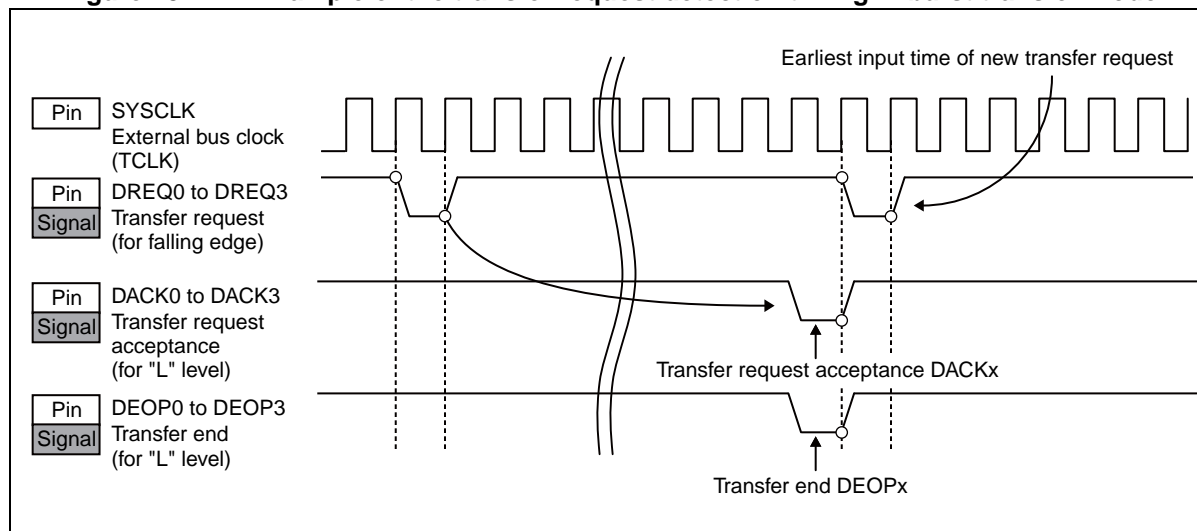 Earliest input time of new transfer request
Pin
SYSCLK
External bus clock
(TCLK)
Pin
Signal
DREQ0 to DREQ3
Transfer request
(for falling edge)
Pin
Signal
DACK0 to DACK3
Transfer request
acceptance
(for "L" level)
Transfer request acceptance DACKx
Pin
Signal
DEOP0 to DEOP3
Transfer end
(for "L" level)
Transfer end DEOPx